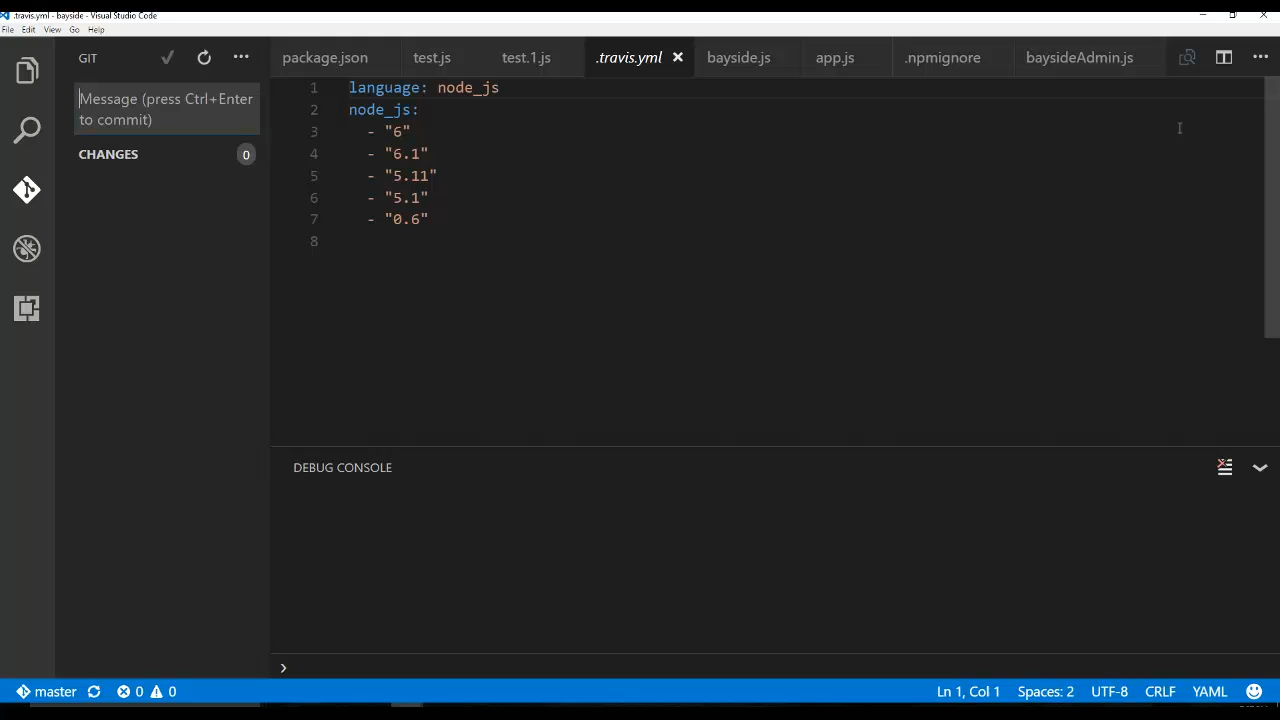 .travis.yml - bayside - Visual Studio Code
File Edit View Go Help
GIT
package.json test.js test.1.js .travis.yml bayside.js app.js .npmignore baysideAdmin.js
Message (press Ctrl+Enter
to commit)
CHANGES 0
1 language: node_js
2 node_js:
3 - "6"
4 - "6.1"
5 - "5.11"
6 - "5.1"
7 - "0.6"
8
DEBUG CONSOLE
master 0 0 Ln 1, Col 1 Spaces: 2 UTF-8 CRLF YAML